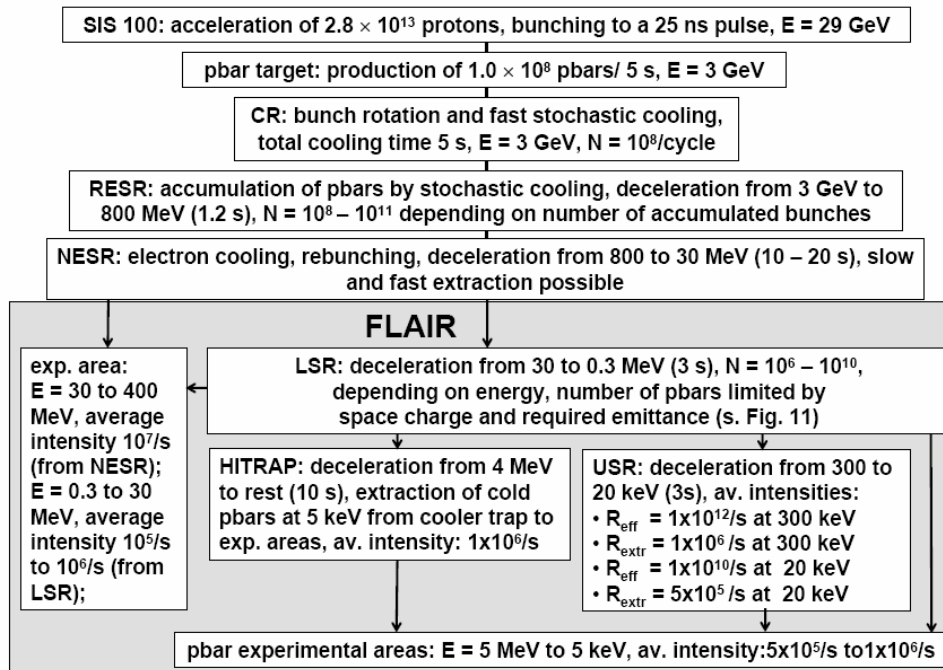 SIS 100: acceleration of 2.8 × 10¹³ protons, bunching to a 25 ns pulse, E = 29 GeV
pbar target: production of 1.0 × 10⁸ pbars/ 5 s, E = 3 GeV
CR: bunch rotation and fast stochastic cooling,
total cooling time 5 s, E = 3 GeV, N = 10⁸/cycle
RESR: accumulation of pbars by stochastic cooling, deceleration from 3 GeV to
800 MeV (1.2 s), N = 10⁸ – 10¹¹ depending on number of accumulated bunches
NESR: electron cooling, rebunching, deceleration from 800 to 30 MeV (10 – 20 s), slow
and fast extraction possible
FLAIR
exp. area:
E = 30 to 400
MeV, average
intensity 10⁷/s
(from NESR);
E = 0.3 to 30
MeV, average
intensity 10⁵/s
to 10⁶/s (from
LSR);
LSR: deceleration from 30 to 0.3 MeV (3 s), N = 10⁶ – 10¹⁰,
depending on energy, number of pbars limited by
space charge and required emittance (s. Fig. 11)
HITRAP: deceleration from 4 MeV
to rest (10 s), extraction of cold
pbars at 5 keV from cooler trap to
exp. areas, av. intensity: 1x10⁶/s
USR: deceleration from 300 to
20 keV (3s), av. intensities:
• R_eff = 1x10¹²/s at 300 keV
• R_extr = 1x10⁶ /s at 300 keV
• R_eff = 1x10¹⁰/s at 20 keV
• R_extr = 5x10⁵ /s at 20 keV
pbar experimental areas: E = 5 MeV to 5 keV, av. intensity:5x10⁵/s to1x10⁶/s